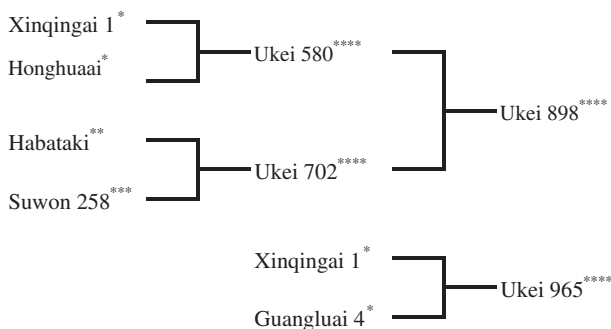 Xinqingai 1*
Honghuaai*
Ukei 580****
Habataki**
Suwon 258***
Ukei 702****
Ukei 898****
Xinqingai 1*
Guangluai 4*
Ukei 965****